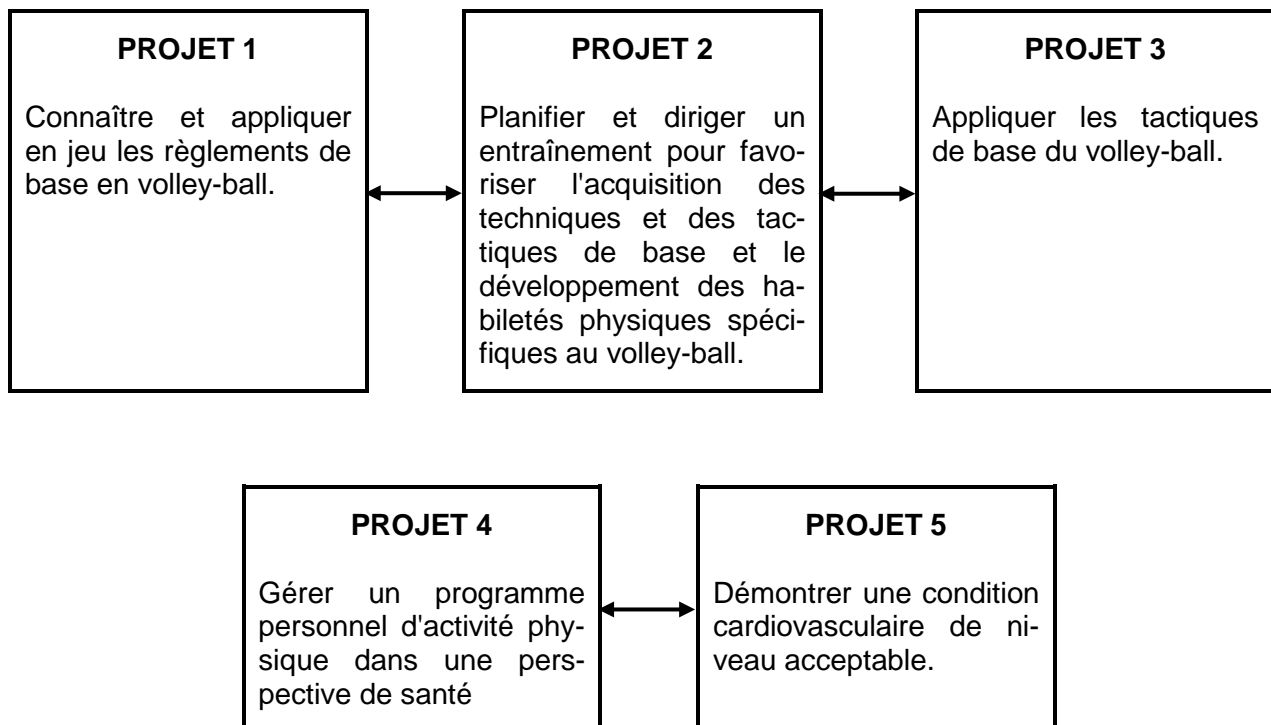 PROJET 1
Connaître et appliquer
en jeu les règlements de
base en volley-ball.
PROJET 2
Planifier et diriger un
entraînement pour favo-
riser l'acquisition des
techniques et des tac-
tiques de base et le
développement des ha-
biletés physiques spéci-
fiques au volley-ball.
PROJET 3
Appliquer les tactiques
de base du volley-ball.
PROJET 4
Gérer un programme
personnel d'activité phy-
sique dans une pers-
pective de santé
PROJET 5
Démontrer une condition
cardiovasculaire de ni-
veau acceptable.